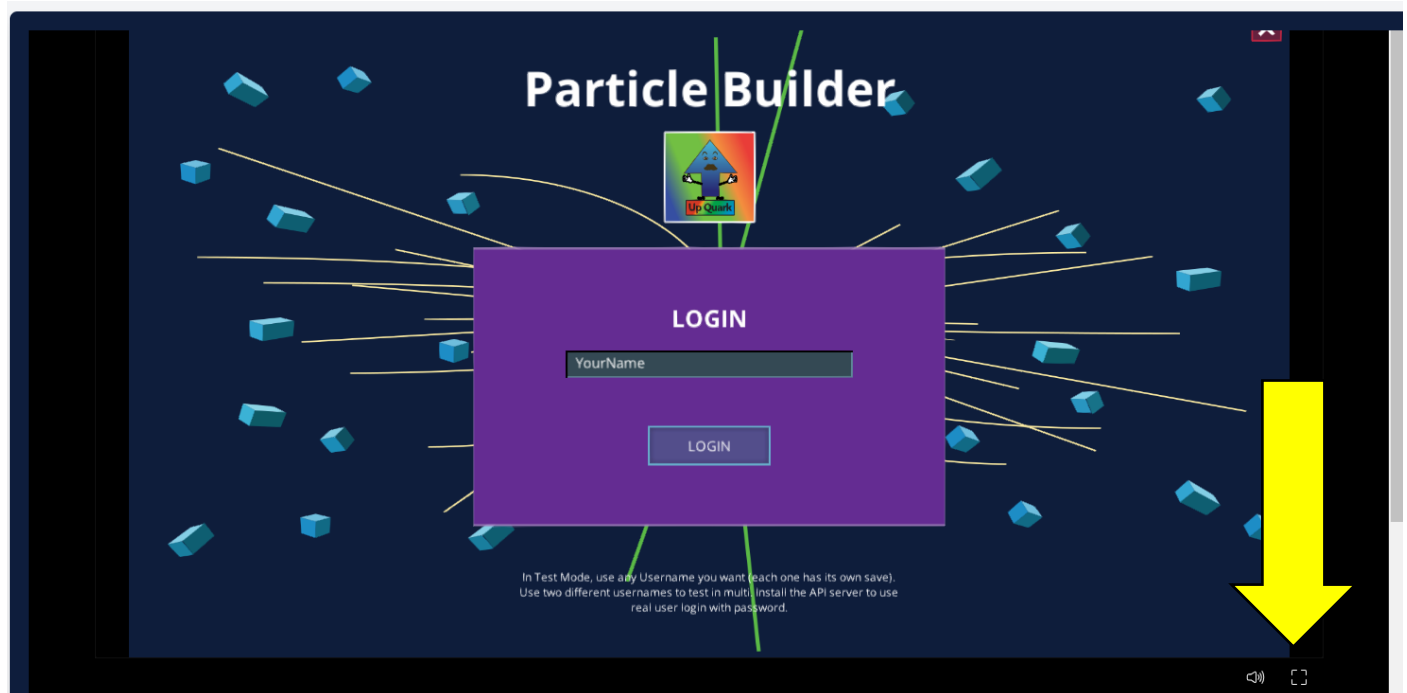 Particle Builder
Up Quark
LOGIN
YourName
LOGIN
In Test Mode, use any Username you want (each one has its own save).
Use two different usernames to test in multi. Install the API server to use
real user login with password.